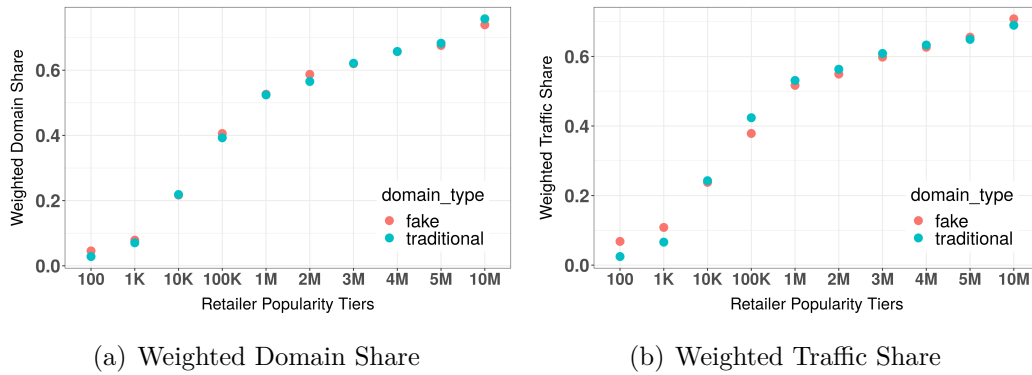 Weighted Domain Share
0.6
0.4
0.2
0.0
domain_type
fake
traditional
100 1K 10K 100K 1M 2M 3M 4M 5M 10M
Retailer Popularity Tiers
(a) Weighted Domain Share
Weighted Traffic Share
0.6
0.4
0.2
0.0
domain_type
fake
traditional
100 1K 10K 100K 1M 2M 3M 4M 5M 10M
Retailer Popularity Tiers
(b) Weighted Traffic Share